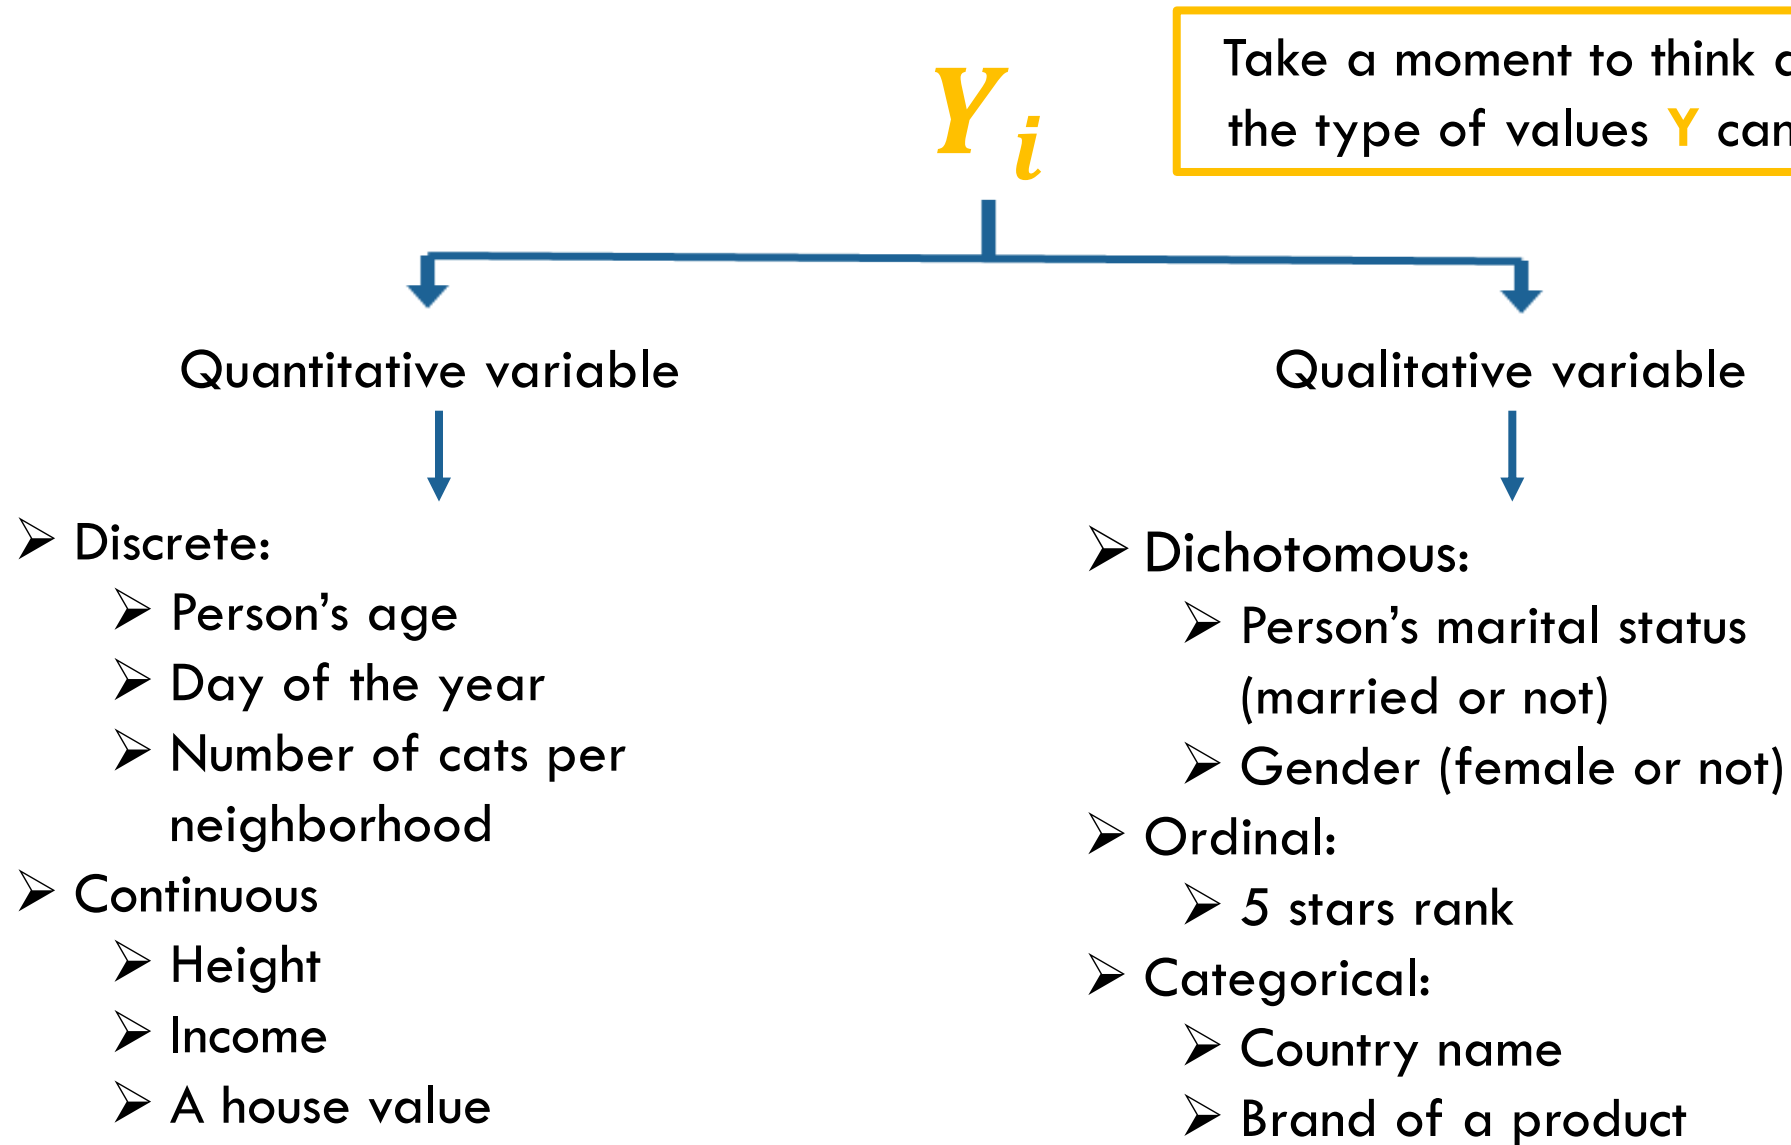 Y i
Take a moment to think
the type of values Y can
Quantitative variable
➢ Discrete:
➢ Person’s age
➢ Day of the year
➢ Number of cats per
neighborhood
➢ Continuous
➢ Height
➢ Income
➢ A house value
Qualitative variable
➢ Dichotomous:
➢ Person’s marital status
(married or not)
➢ Gender (female or not)
➢ Ordinal:
➢ 5 stars rank
➢ Categorical:
➢ Country name
➢ Brand of a product